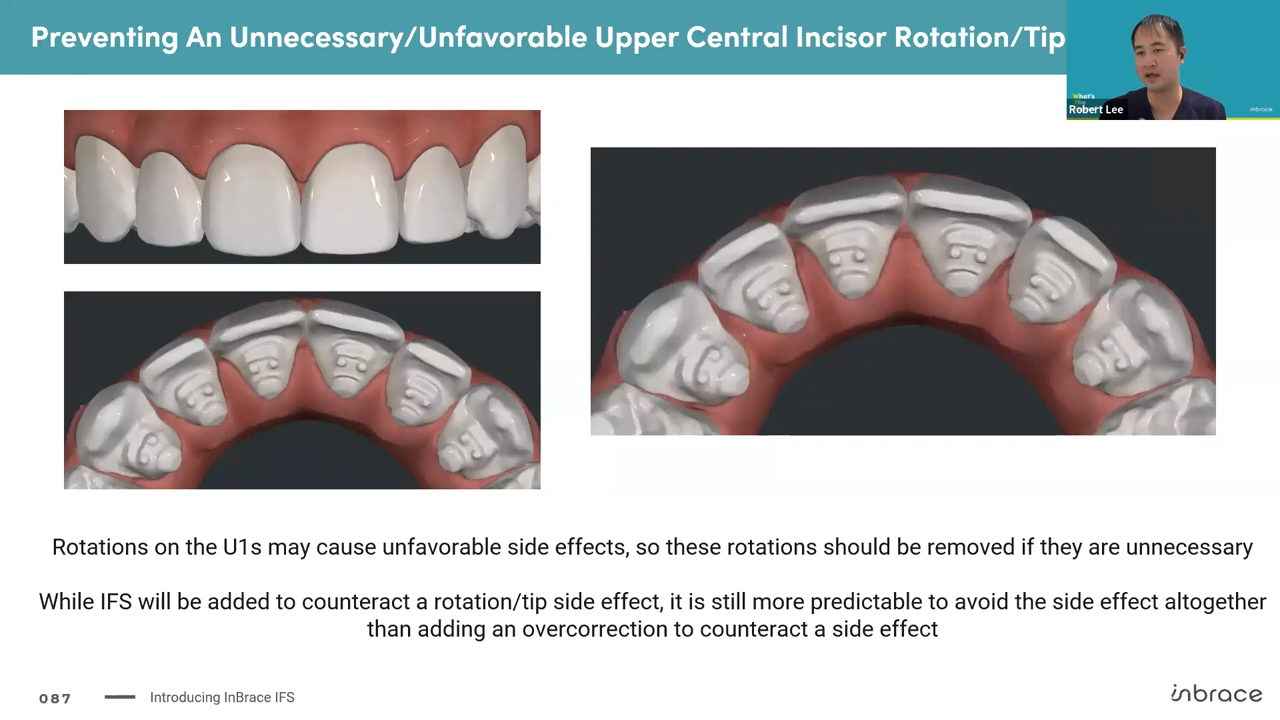 Preventing An Unnecessary/Unfavorable Upper Central Incisor Rotation/Tip
What's
The
Robert Lee
inbrace
Rotations on the U1s may cause unfavorable side effects, so these rotations should be removed if they are unnecessary
While IFS will be added to counteract a rotation/tip side effect, it is still more predictable to avoid the side effect altogether
than adding an overcorrection to counteract a side effect
087
Introducing InBrace IFS
inbrace